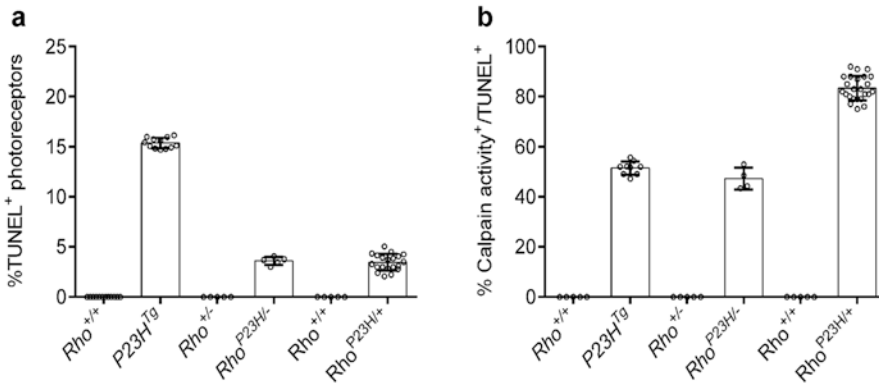 a
%TUNEL⁺ photoreceptors
25
20
15
10
5
0
Rho⁺/⁺
P23Hᵀᵍ
Rho⁺/⁻
Rhoᴾ²³ᴴ/⁻
Rho⁺/⁺
Rhoᴾ²³ᴴ/⁺
b
% Calpain activity⁺/TUNEL⁺
100
80
60
40
20
0
Rho⁺/⁺
P23Hᵀᵍ
Rho⁺/⁻
Rhoᴾ²³ᴴ/⁻
Rho⁺/⁺
Rhoᴾ²³ᴴ/⁺